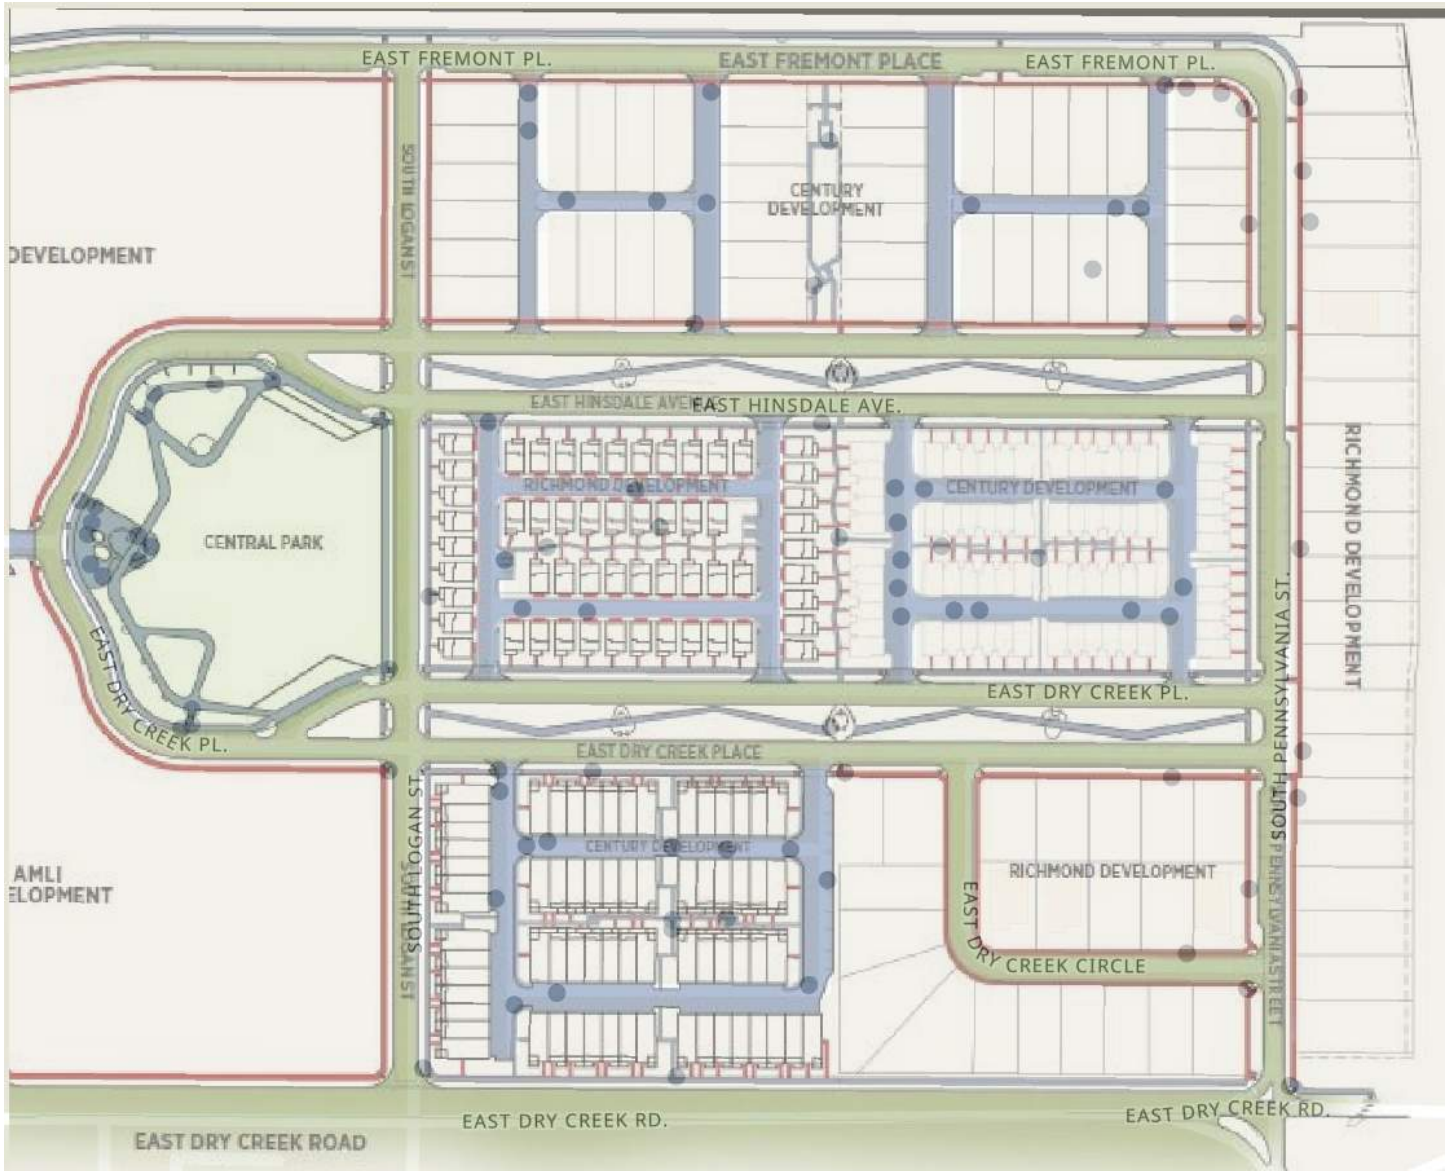 EAST FREMONT PL.
EAST FREMONT PLACE
EAST FREMONT PL.
SOUTH LOGAN ST
CENTURY
DEVELOPMENT
DEVELOPMENT
EAST HINSDALE AVE
EAST HINSDALE AVE.
RICHMOND DEVELOPMENT
CENTURY DEVELOPMENT
RICHMOND DEVELOPMENT
CENTRAL PARK
EAST DRY CREEK PL.
EAST DRY CREEK PL.
SOUTH PENNSYLVANIA ST.
EAST DRY CREEK PLACE
SOUTH LOGAN ST.
SOUTH LOGAN ST
CENTURY DEVELOPMENT
RICHMOND DEVELOPMENT
AMLI
ELOPMENT
EAST DRY CREEK CIRCLE
SOUTH PENNSYLVANIA STREET
EAST DRY CREEK RD.
EAST DRY CREEK RD.
EAST DRY CREEK ROAD